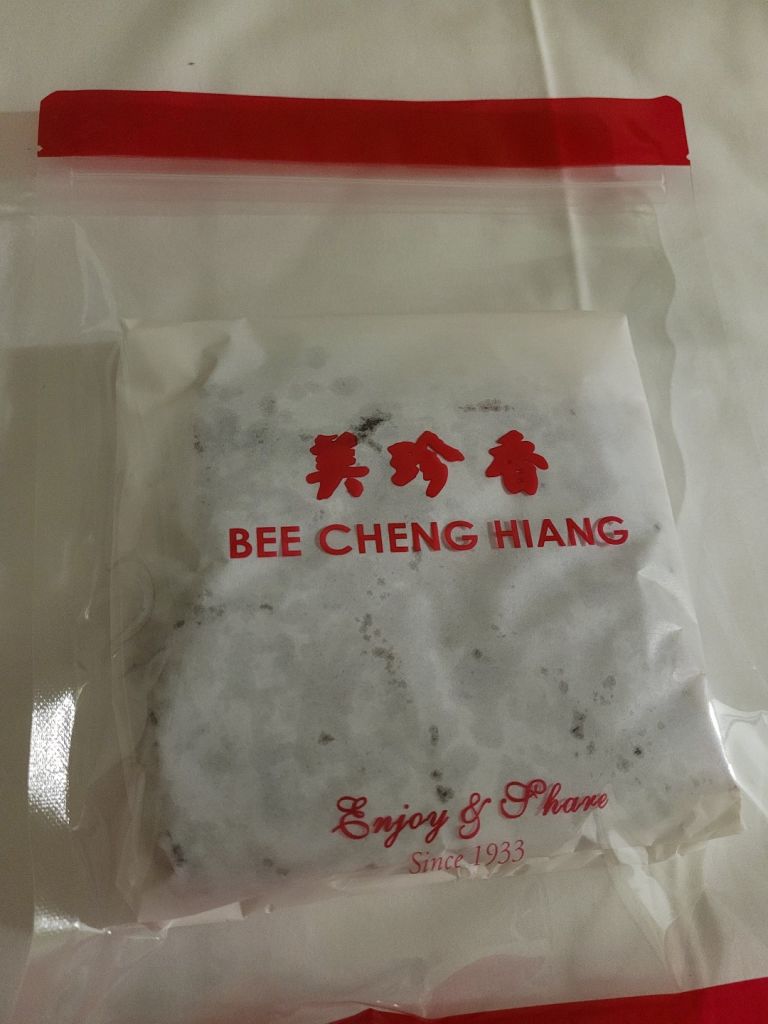 美珍香
BEE CHENG HIANG
Enjoy & Share
Since 1933